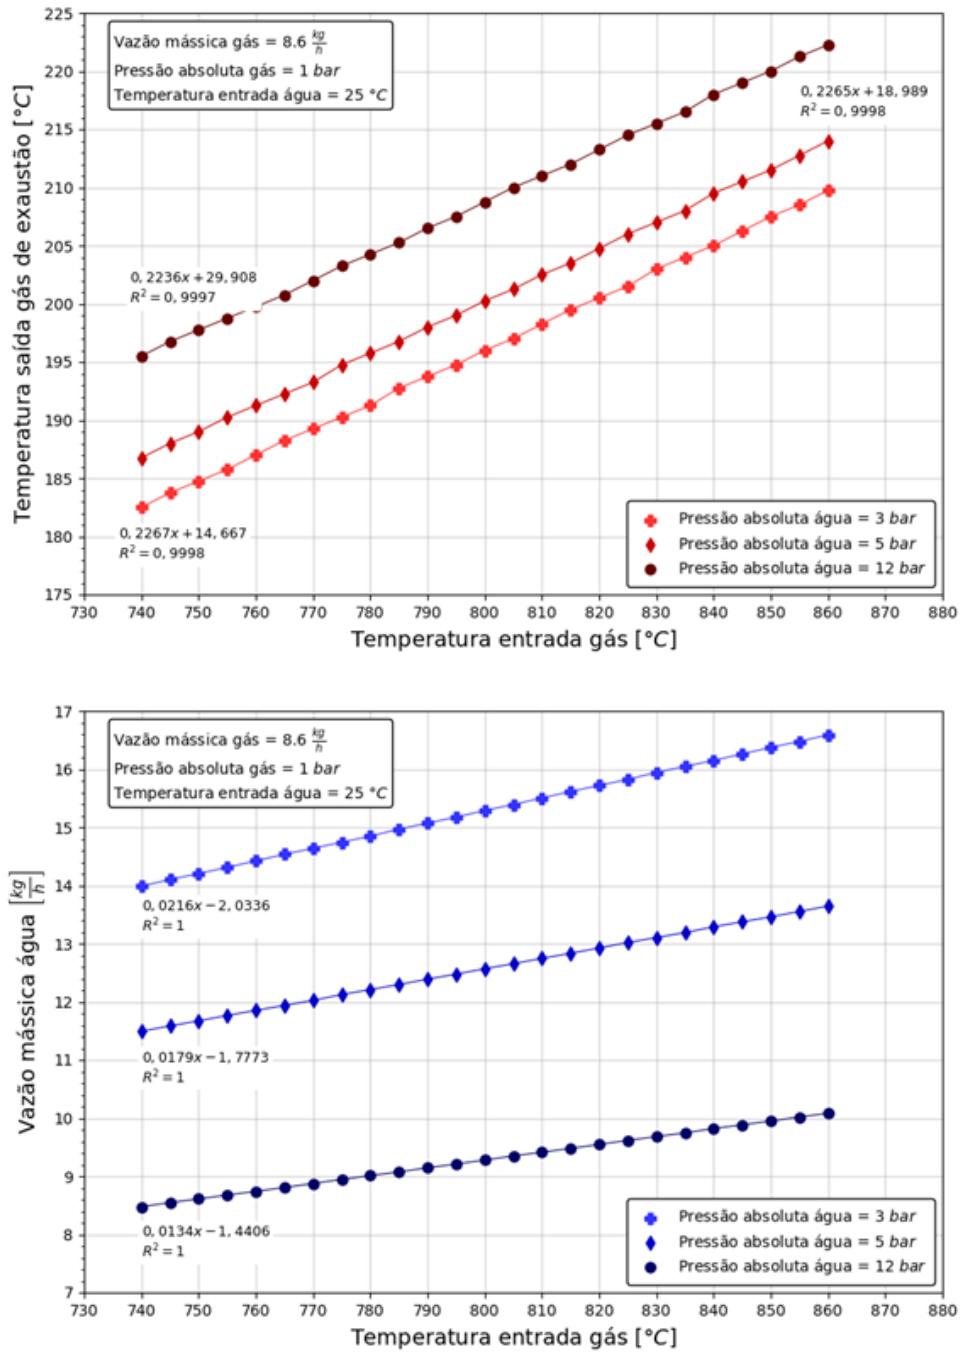 225
220
215
210
205
200
195
190
185
180
175
Temperatura saída gás de exaustão [°C]
Vazão mássica gás = 8.6 kg/h
Pressão absoluta gás = 1 bar
Temperatura entrada água = 25 °C
0,2265x+18,989
R²=0,9998
0,2236x+29,908
R²=0,9997
0,2267x+14,667
R²=0,9998
Pressão absoluta água = 3 bar
Pressão absoluta água = 5 bar
Pressão absoluta água = 12 bar
730 740 750 760 770 780 790 800 810 820 830 840 850 860 870 880
Temperatura entrada gás [°C]
17
16
15
14
13
12
11
10
9
8
7
Vazão mássica água [kg/h]
Vazão mássica gás = 8.6 kg/h
Pressão absoluta gás = 1 bar
Temperatura entrada água = 25 °C
0,0216x−2,0336
R²=1
0,0179x−1,7773
R²=1
0,0134x−1,4406
R²=1
Pressão absoluta água = 3 bar
Pressão absoluta água = 5 bar
Pressão absoluta água = 12 bar
730 740 750 760 770 780 790 800 810 820 830 840 850 860 870 880
Temperatura entrada gás [°C]